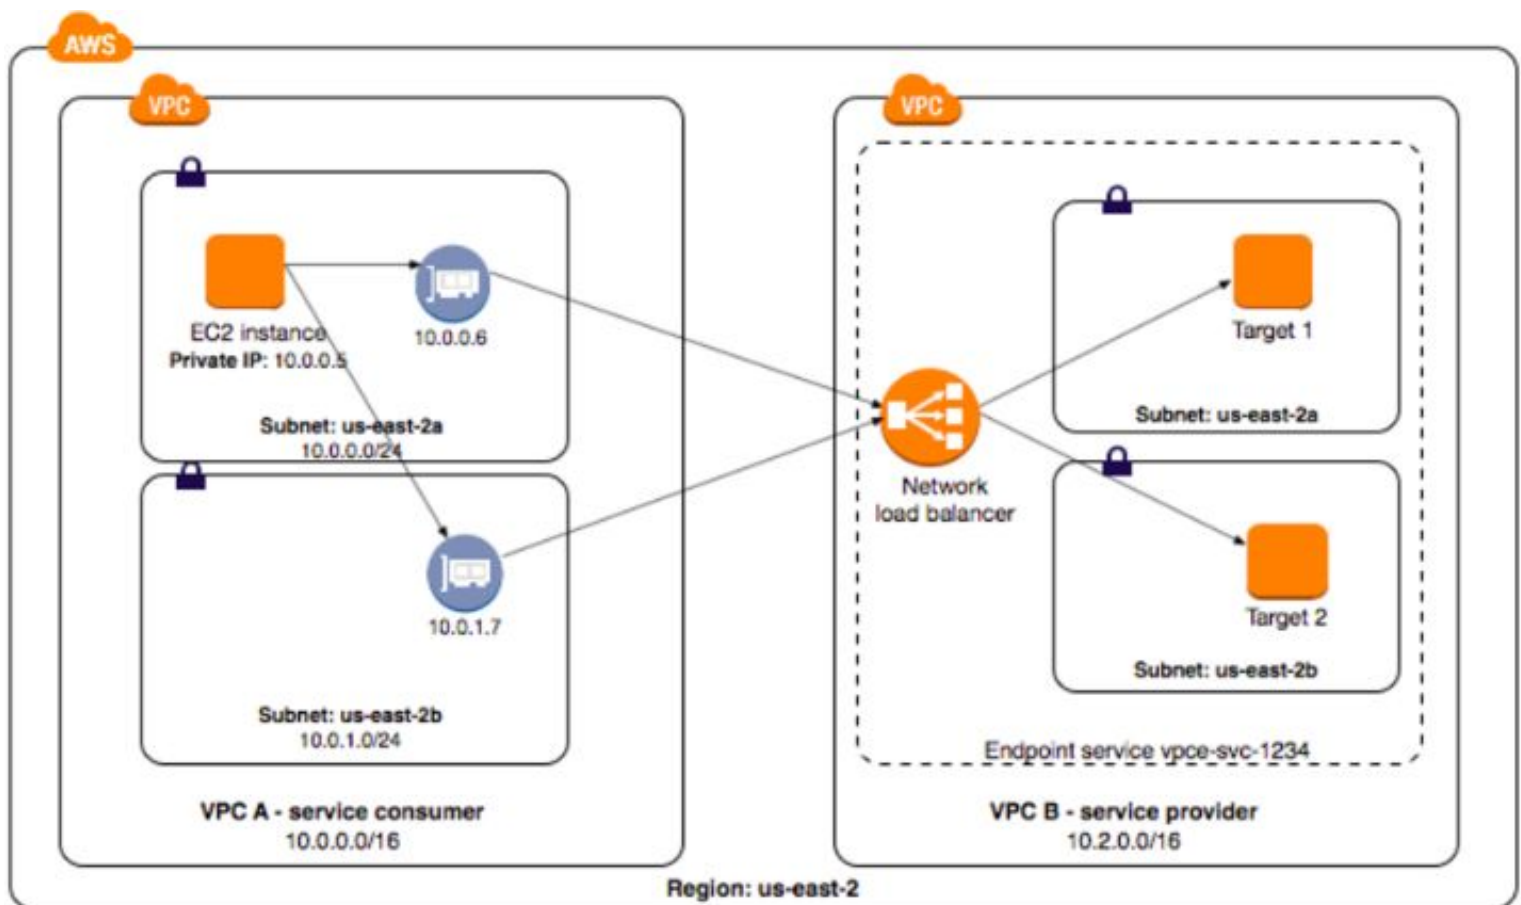 AWS
VPC
EC2 instance
Private IP: 10.0.0.5
10.0.0.6
Subnet: us-east-2a
10.0.0.0/24
10.0.1.7
Subnet: us-east-2b
10.0.1.0/24
VPC A - service consumer
10.0.0.0/16
VPC
Network
load balancer
Target 1
Subnet: us-east-2a
Target 2
Subnet: us-east-2b
Endpoint service vpce-svc-1234
VPC B - service provider
10.2.0.0/16
Region: us-east-2